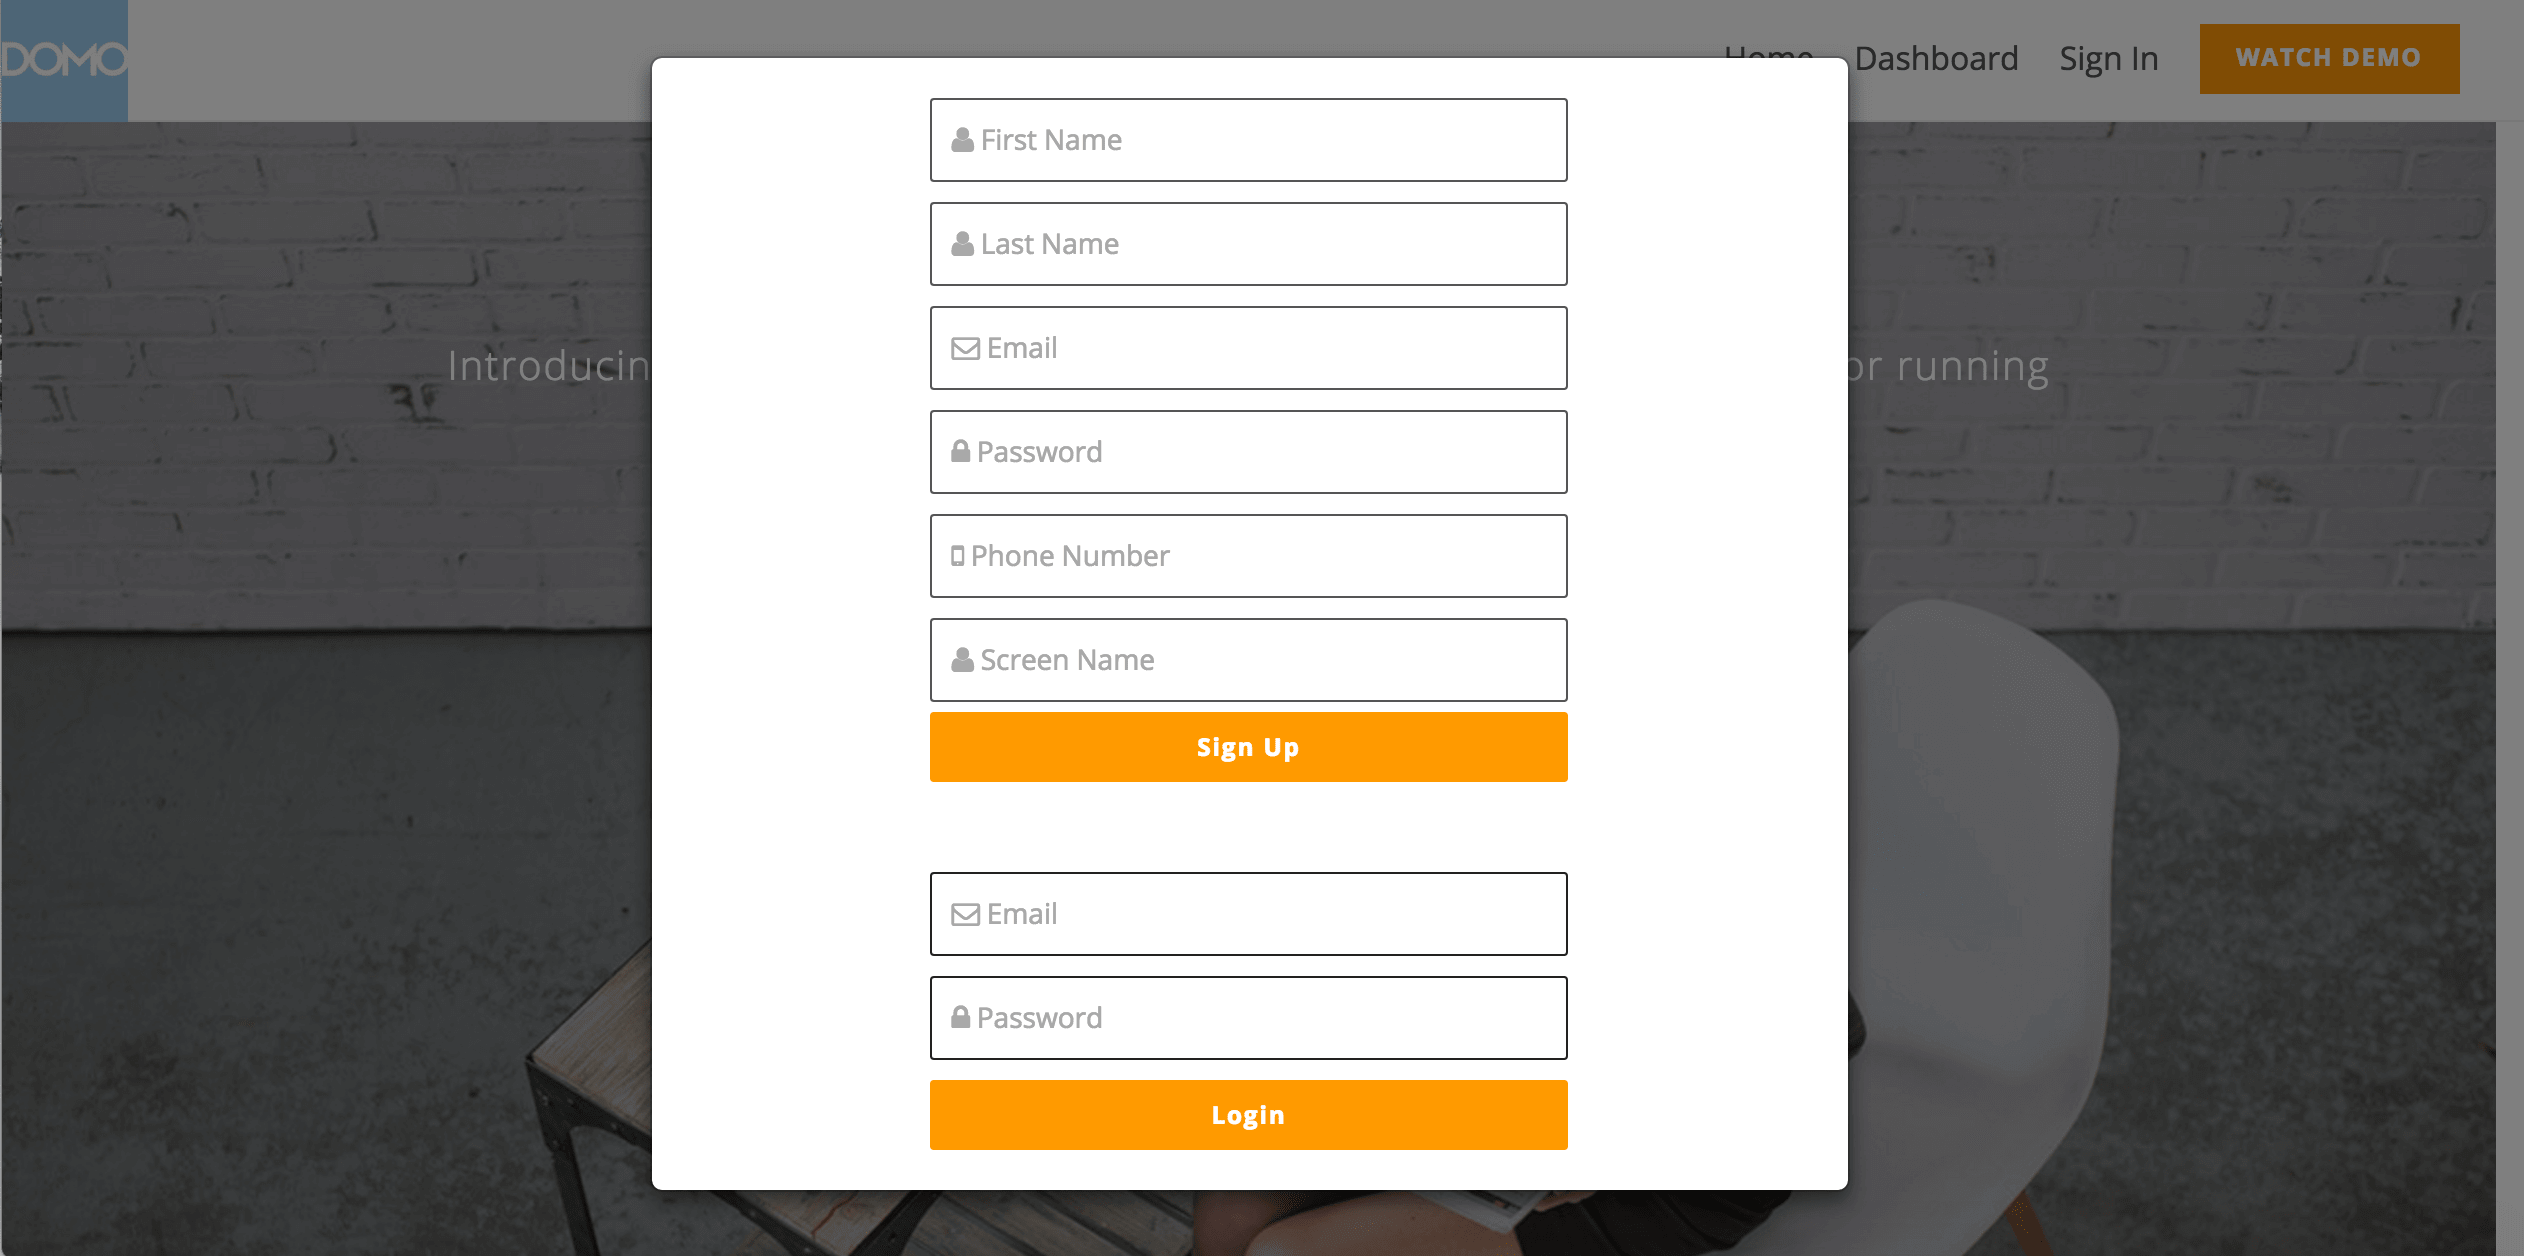 DOMO
Home Dashboard Sign In WATCH DEMO
First Name
Last Name
Email
Introducin
or running
Password
Phone Number
Screen Name
Sign Up
Email
Password
Login